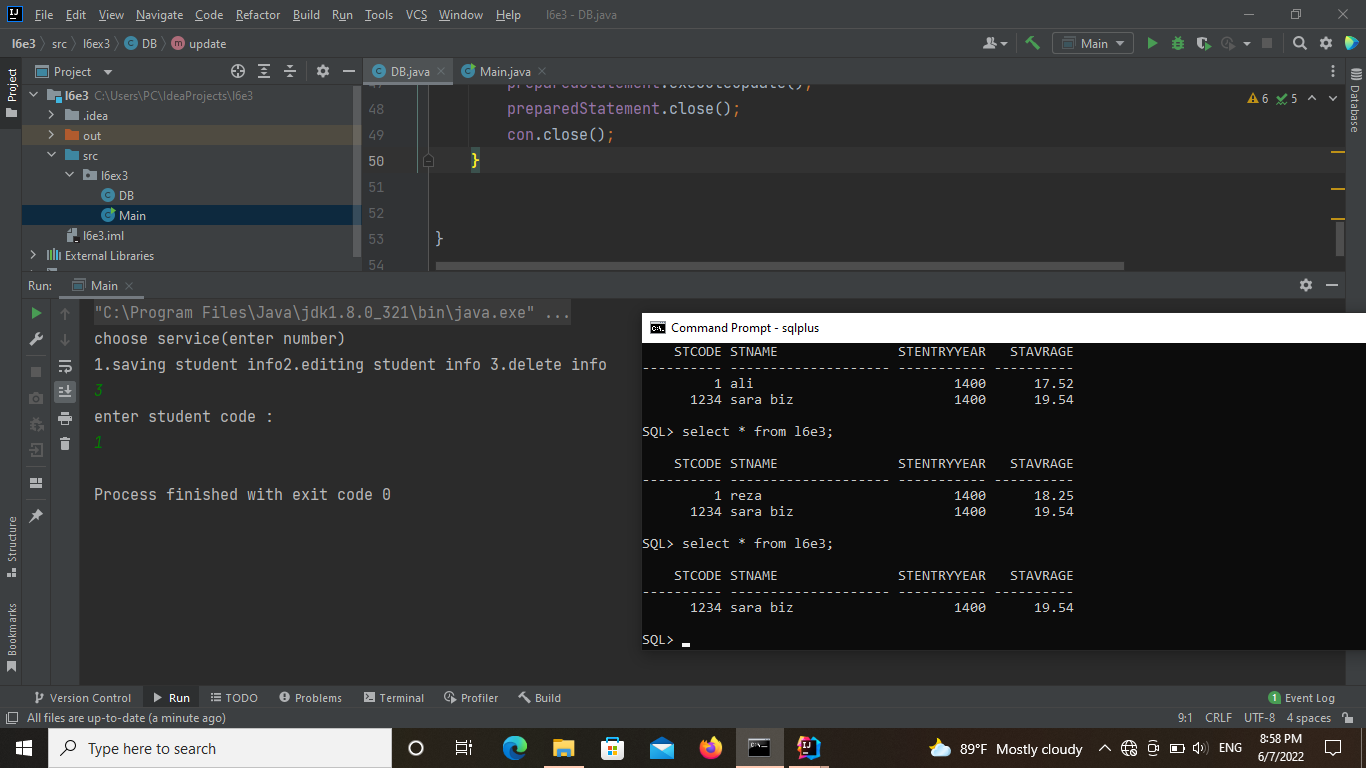 File Edit View Navigate Code Refactor Build Run Tools VCS Window Help l6e3 - DB.java
l6e3 src l6ex3 DB update Main
Project
Project
DB.java
Main.java
l6e3 C:\Users\PC\IdeaProjects\l6e3
.idea
out
src
l6ex3
DB
Main
l6e3.iml
External Libraries
preparedStatement.executeUpdate();
48 preparedStatement.close();
49 con.close();
50 }
51
52
53 }
54
6 5
Database
Run: Main
"C:\Program Files\Java\jdk1.8.0_321\bin\java.exe" ...
choose service(enter number)
1.saving student info2.editing student info 3.delete info
3
enter student code :
1
Process finished with exit code 0
Command Prompt - sqlplus
STCODE STNAME STENTRYYEAR STAVRAGE
---------- -------------------- ----------- ----------
1 ali 1400 17.52
1234 sara biz 1400 19.54
SQL> select * from l6e3;
STCODE STNAME STENTRYYEAR STAVRAGE
---------- -------------------- ----------- ----------
1 reza 1400 18.25
1234 sara biz 1400 19.54
SQL> select * from l6e3;
STCODE STNAME STENTRYYEAR STAVRAGE
---------- -------------------- ----------- ----------
1234 sara biz 1400 19.54
SQL>
Structure
Bookmarks
Version Control Run TODO Problems Terminal Profiler Build 1 Event Log
All files are up-to-date (a minute ago) 9:1 CRLF UTF-8 4 spaces
Type here to search
89°F Mostly cloudy ENG
8:58 PM
6/7/2022